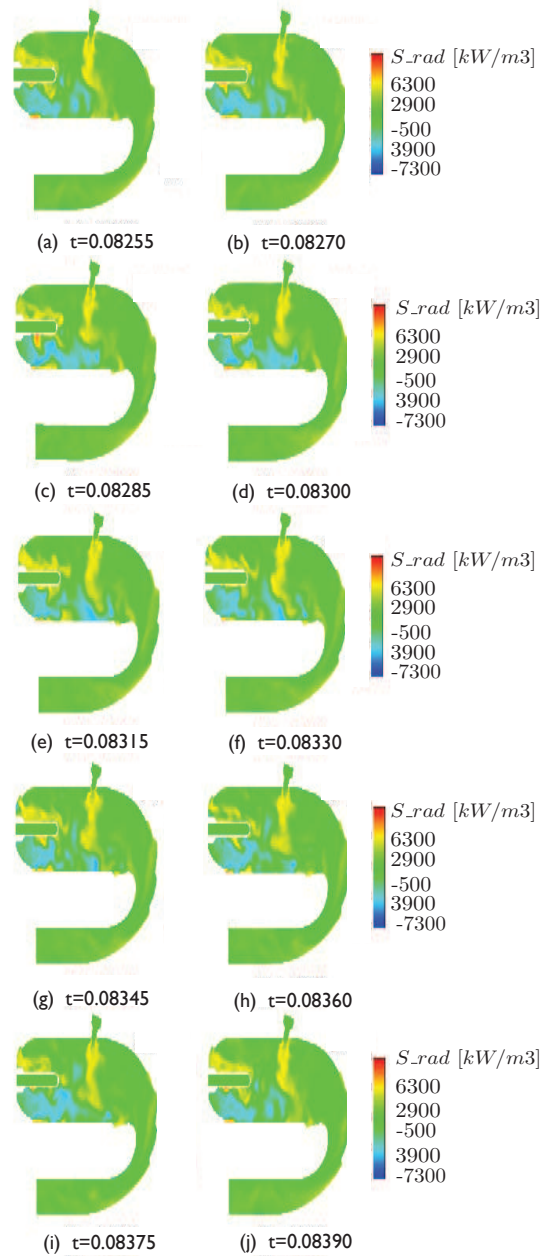 S_rad [kW/m3]
6300
2900
-500
3900
-7300
(a) t=0.08255
(b) t=0.08270
S_rad [kW/m3]
6300
2900
-500
3900
-7300
(c) t=0.08285
(d) t=0.08300
S_rad [kW/m3]
6300
2900
-500
3900
-7300
(e) t=0.08315
(f) t=0.08330
S_rad [kW/m3]
6300
2900
-500
3900
-7300
(g) t=0.08345
(h) t=0.08360
S_rad [kW/m3]
6300
2900
-500
3900
-7300
(i) t=0.08375
(j) t=0.08390